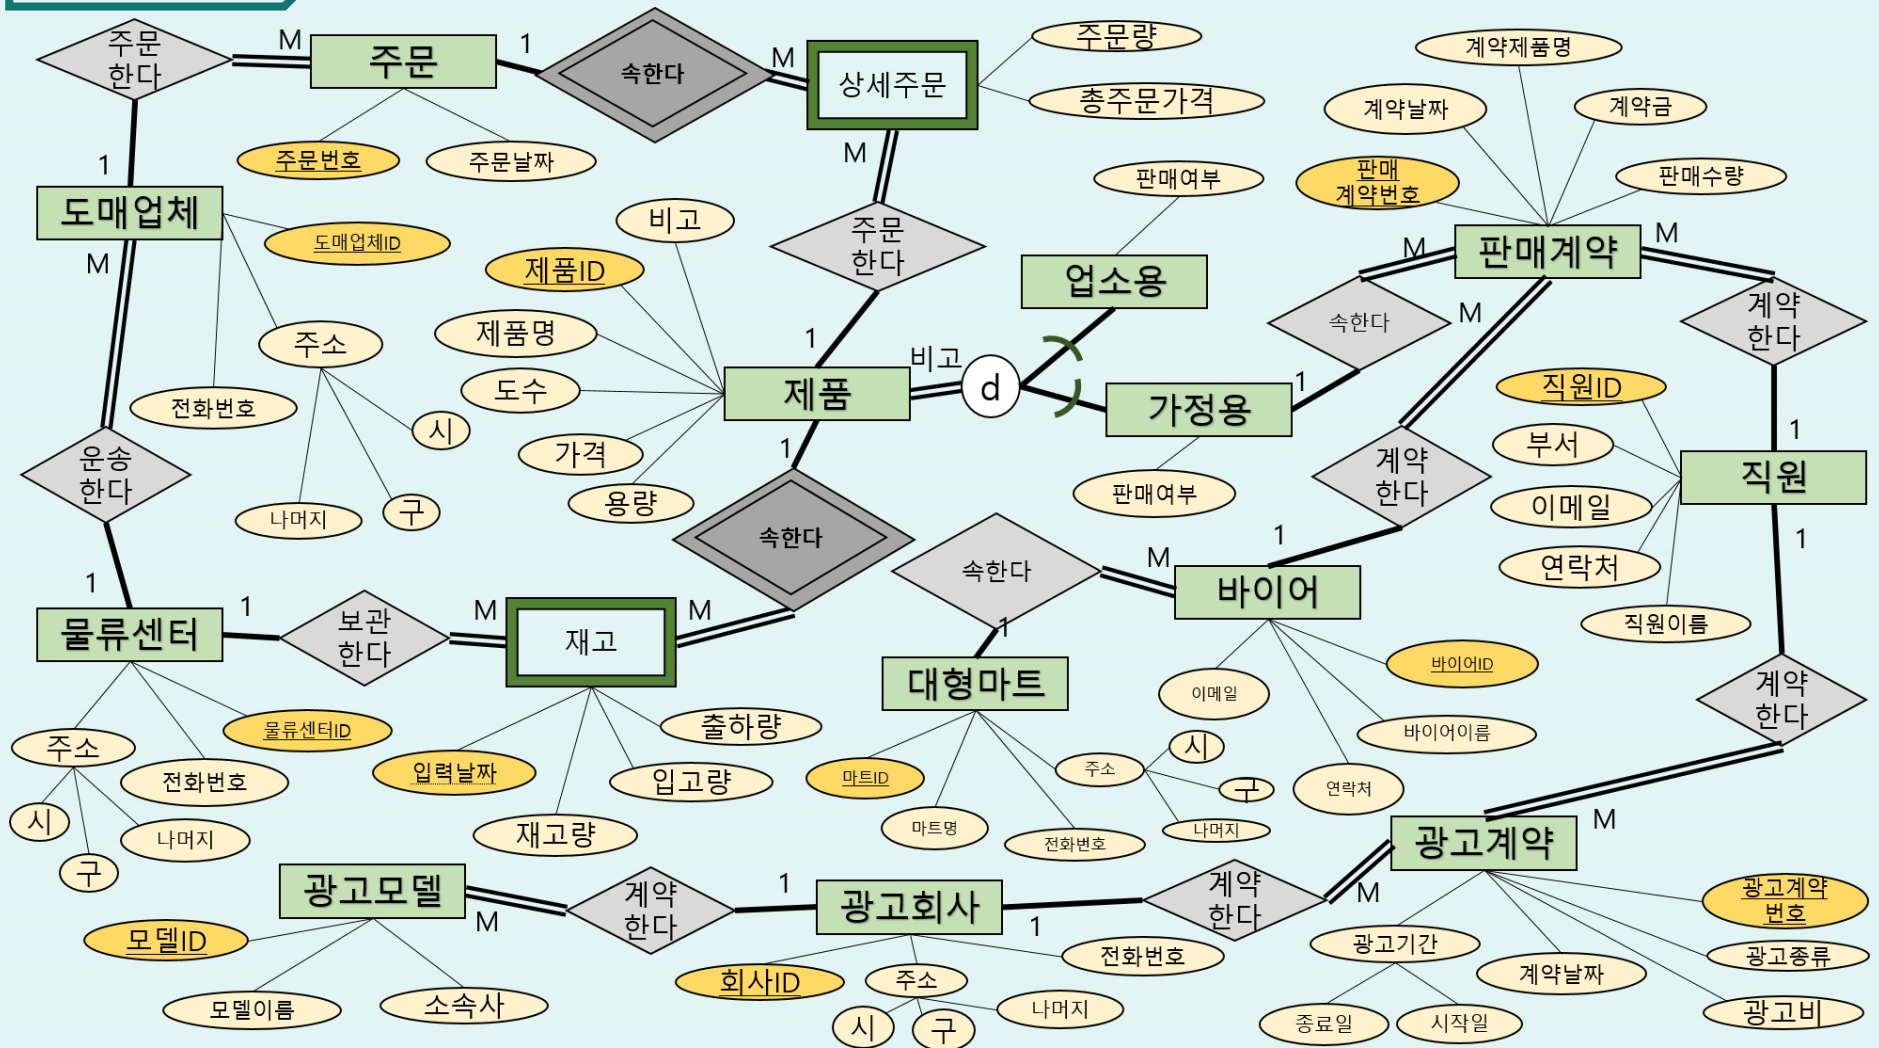 주문
한다
M
주문
1
속한다
M
상세주문
주문량
총주문가격
주문번호
주문날짜
계약제품명
계약날짜
계약금
판매
계약번호
판매수량
1
도매업체
M
도매업체ID
주소
전화번호
시
구
나머지
M
주문
한다
1
비고
제품ID
제품명
도수
가격
용량
제품
비고
d
판매여부
업소용
가정용
판매여부
1
속한다
M
판매계약
M
M
계약
한다
1
계약
한다
1
직원ID
부서
이메일
연락처
직원이름
직원
1
계약
한다
M
운송
한다
1
물류센터
1
보관
한다
M
재고
M
1
속한다
속한다
M
1
바이어
대형마트
이메일
바이어ID
바이어이름
연락처
주소
물류센터ID
전화번호
시
구
나머지
입력날짜
출하량
입고량
재고량
마트ID
마트명
전화번호
주소
시
구
나머지
광고모델
M
계약
한다
1
광고회사
1
계약
한다
M
광고계약
모델ID
모델이름
소속사
회사ID
주소
전화번호
시
구
나머지
광고기간
종료일
시작일
계약날짜
광고계약
번호
광고종류
광고비